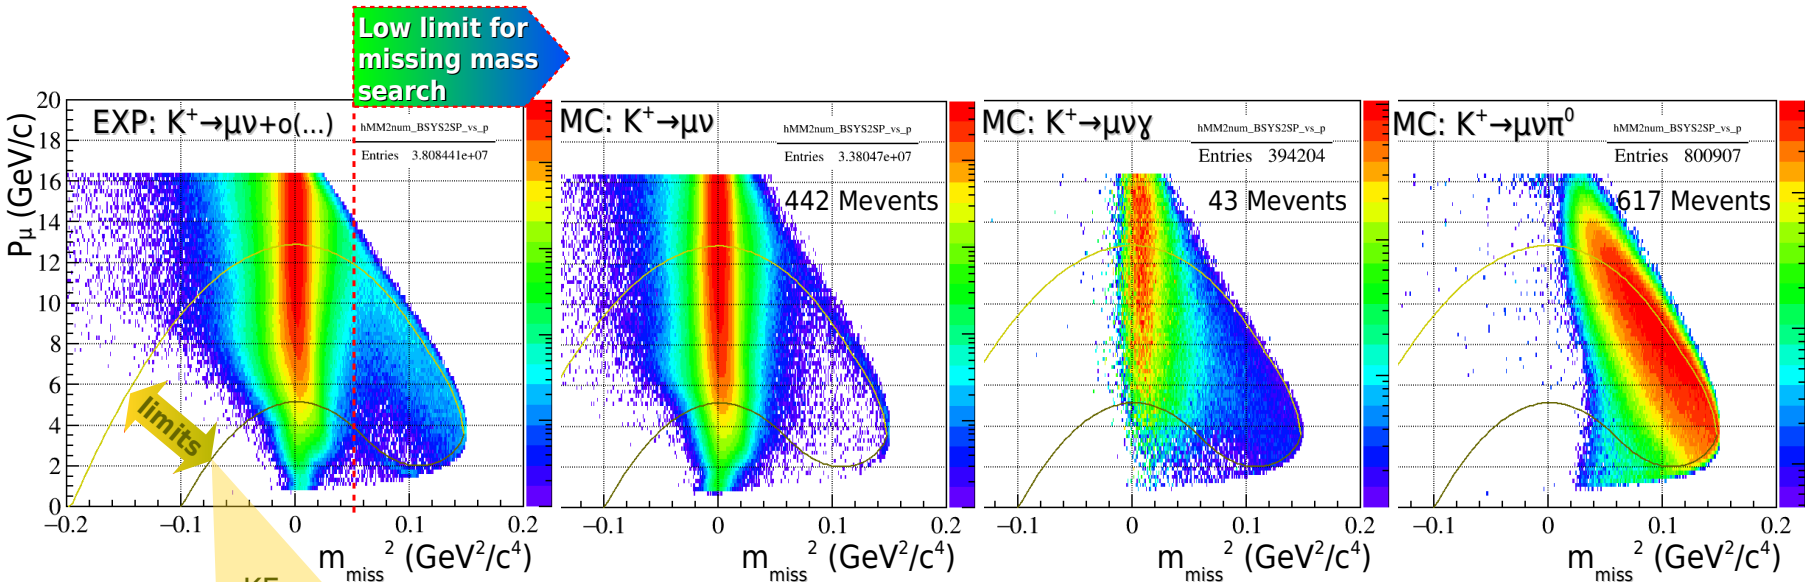 Low limit for
missing mass
search
EXP: K⁺→μν+o(...)
hMM2num_BSYS2SP_vs_p
Entries 3.808441e+07
MC: K⁺→μν
hMM2num_BSYS2SP_vs_p
Entries 3.38047e+07
442 Mevents
MC: K⁺→μνɣ
hMM2num_BSYS2SP_vs_p
Entries 394204
43 Mevents
MC: K⁺→μνπ⁰
hMM2num_BSYS2SP_vs_p
Entries 800907
617 Mevents
Pμ (GeV/c)
20
18
16
14
12
10
8
6
4
2
0
limits
−0.2 −0.1 0 0.1 0.2
−0.1 0 0.1 0.2
−0.1 0 0.1 0.2
−0.1 0 0.1 0.2
m_miss² (GeV²/c⁴)
m_miss² (GeV²/c⁴)
m_miss² (GeV²/c⁴)
m_miss² (GeV²/c⁴)